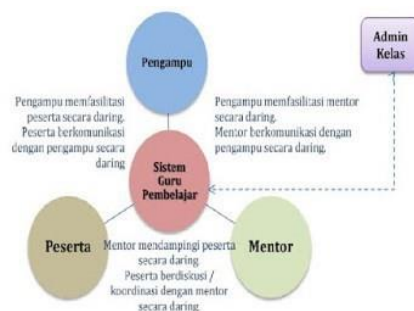 Pengampu
Admin
Kelas
Pengampu memfasilitasi
peserta secara daring.
Peserta berkomunikasi
dengan pengampu secara
daring
Pengampu memfasilitasi mentor
secara daring.
Mentor berkomunikasi dengan
pengampu secara daring.
Sistem
Guru
Pembelajar
Peserta
Mentor mendampingi peserta
secara daring
Peserta berdiskusi /
koordinasi dengan mentor
secara daring
Mentor